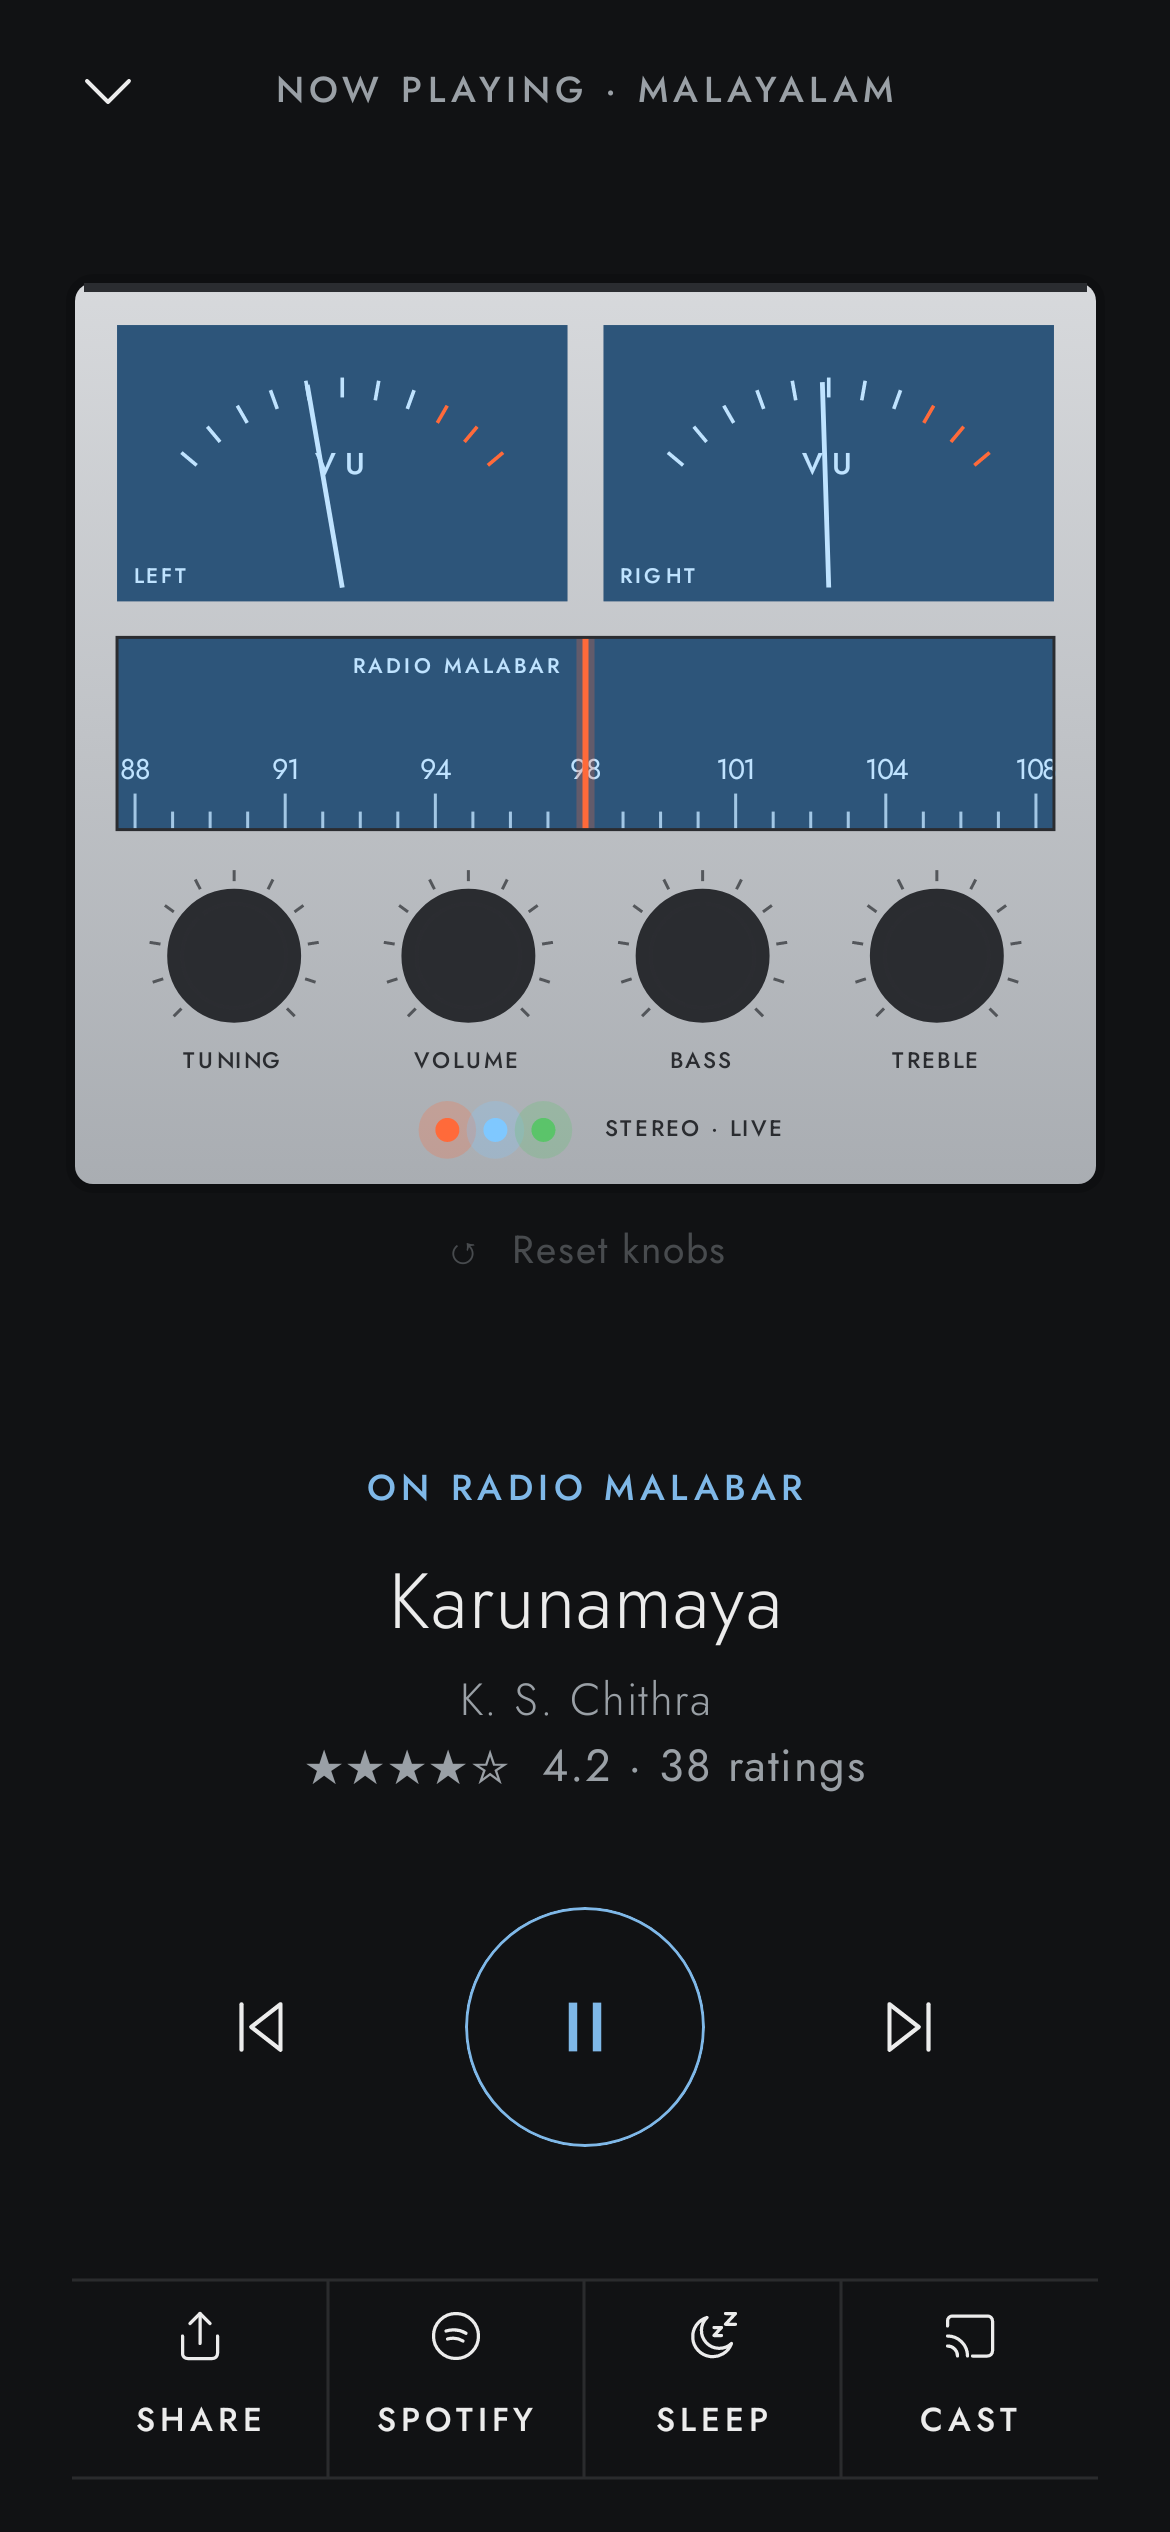 NOW PLAYING · MALAYALAM
VU VU
LEFT RIGHT
RADIO MALABAR
88 91 94 98 101 104 108
TUNING VOLUME BASS TREBLE
STEREO · LIVE
Reset knobs
ON RADIO MALABAR
Karunamaya
K. S. Chithra
★★★★☆ 4.2 · 38 ratings
SHARE SPOTIFY SLEEP CAST